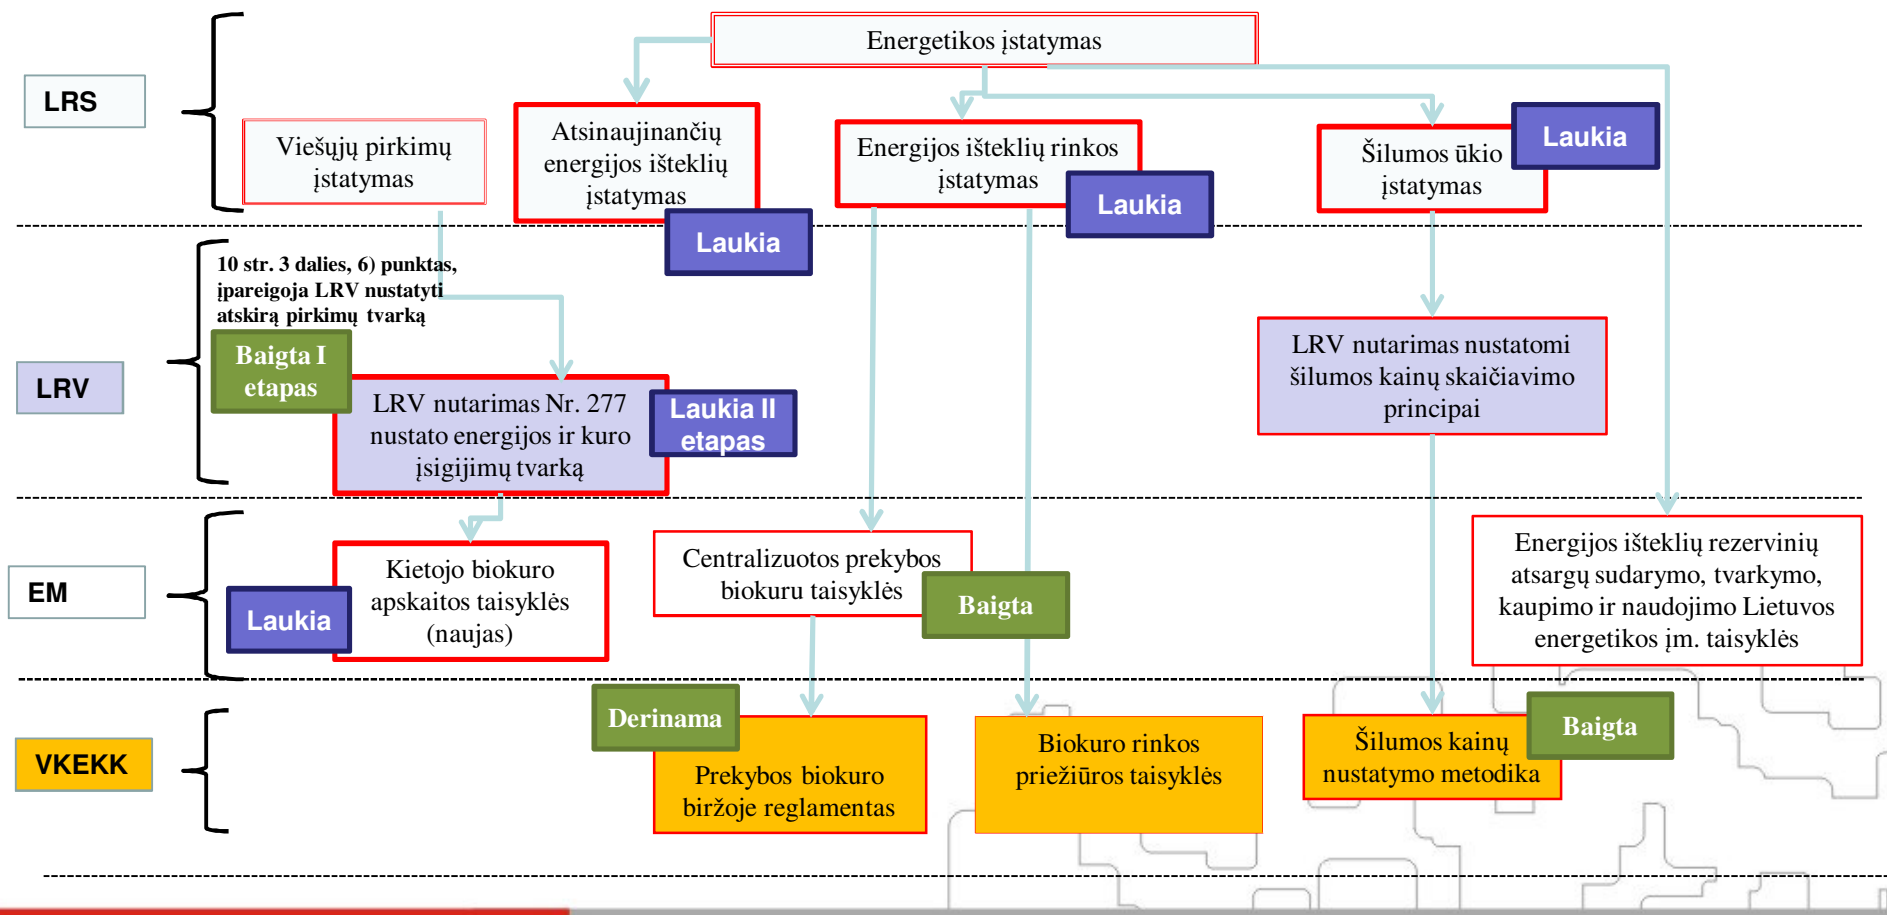 Energetikos įstatymas
LRS
Viešųjų pirkimų
įstatymas
Atsinaujinančių
energijos išteklių
įstatymas
Laukia
Energijos išteklių rinkos
įstatymas
Laukia
Šilumos ūkio
įstatymas
Laukia
LRV
10 str. 3 dalies, 6) punktas,
įpareigoja LRV nustatyti
atskirą pirkimų tvarką
Baigta I
etapas
LRV nutarimas Nr. 277
nustato energijos ir kuro
įsigijimų tvarką
Laukia II
etapas
LRV nutarimas nustatomi
šilumos kainų skaičiavimo
principai
EM
Laukia
Kietojo biokuro
apskaitos taisyklės
(naujas)
Centralizuotos prekybos
biokuru taisyklės
Baigta
Energijos išteklių rezervinių
atsargų sudarymo, tvarkymo,
kaupimo ir naudojimo Lietuvos
energetikos įm. taisyklės
VKEKK
Derinama
Prekybos biokuro
biržoje reglamentas
Biokuro rinkos
priežiūros taisyklės
Šilumos kainų
nustatymo metodika
Baigta